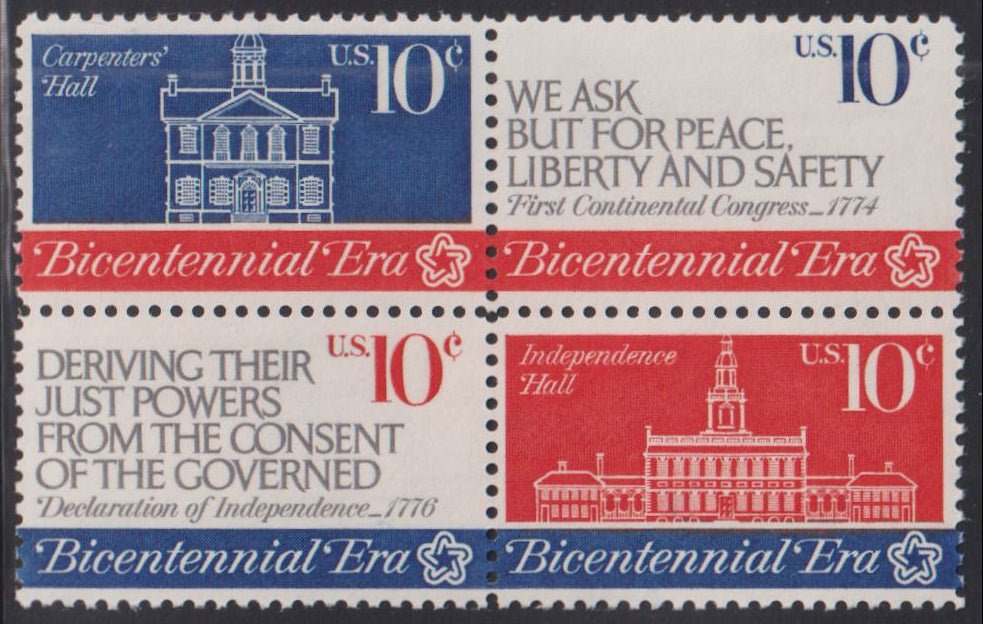 Carpenters'
Hall
U.S. 10¢
Bicentennial Era
U.S. 10¢
WE ASK
BUT FOR PEACE,
LIBERTY AND SAFETY
First Continental Congress_1774
Bicentennial Era
U.S. 10¢
DERIVING THEIR
JUST POWERS
FROM THE CONSENT
OF THE GOVERNED
Declaration of Independence_1776
Bicentennial Era
Independence
Hall
U.S. 10¢
Bicentennial Era